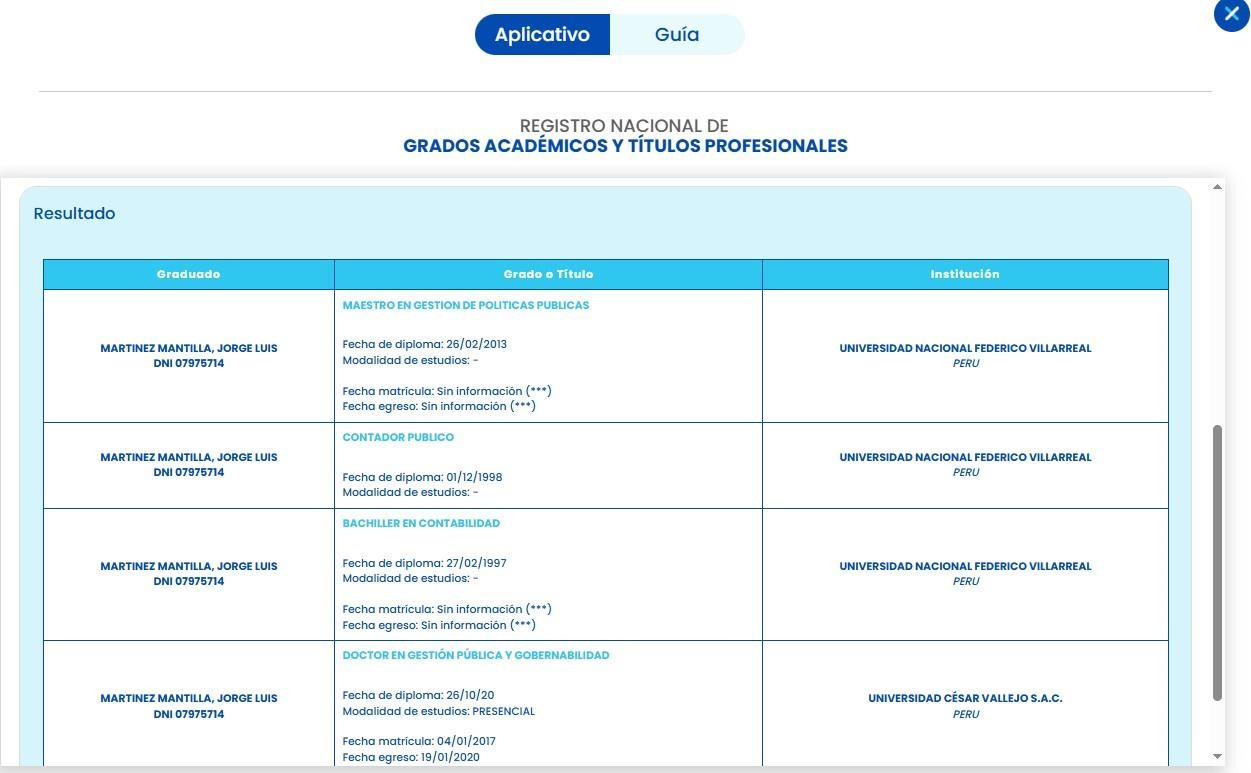 Aplicativo
Guía
REGISTRO NACIONAL DE
GRADOS ACADÉMICOS Y TÍTULOS PROFESIONALES
Resultado
Graduado
Grado o Título
Institución
MARTINEZ MANTILLA, JORGE LUIS
DNI 07975714
MAESTRO EN GESTION DE POLITICAS PUBLICAS
Fecha de diploma: 26/02/2013
Modalidad de estudios: -
Fecha matrícula: Sin información (***)
Fecha egreso: Sin información (***)
UNIVERSIDAD NACIONAL FEDERICO VILLARREAL
PERU
MARTINEZ MANTILLA, JORGE LUIS
DNI 07975714
CONTADOR PUBLICO
Fecha de diploma: 01/12/1998
Modalidad de estudios: -
UNIVERSIDAD NACIONAL FEDERICO VILLARREAL
PERU
MARTINEZ MANTILLA, JORGE LUIS
DNI 07975714
BACHILLER EN CONTABILIDAD
Fecha de diploma: 27/02/1997
Modalidad de estudios: -
Fecha matrícula: Sin información (***)
Fecha egreso: Sin información (***)
UNIVERSIDAD NACIONAL FEDERICO VILLARREAL
PERU
MARTINEZ MANTILLA, JORGE LUIS
DNI 07975714
DOCTOR EN GESTIÓN PÚBLICA Y GOBERNABILIDAD
Fecha de diploma: 26/10/20
Modalidad de estudios: PRESENCIAL
Fecha matrícula: 04/01/2017
Fecha egreso: 19/01/2020
UNIVERSIDAD CÉSAR VALLEJO S.A.C.
PERU